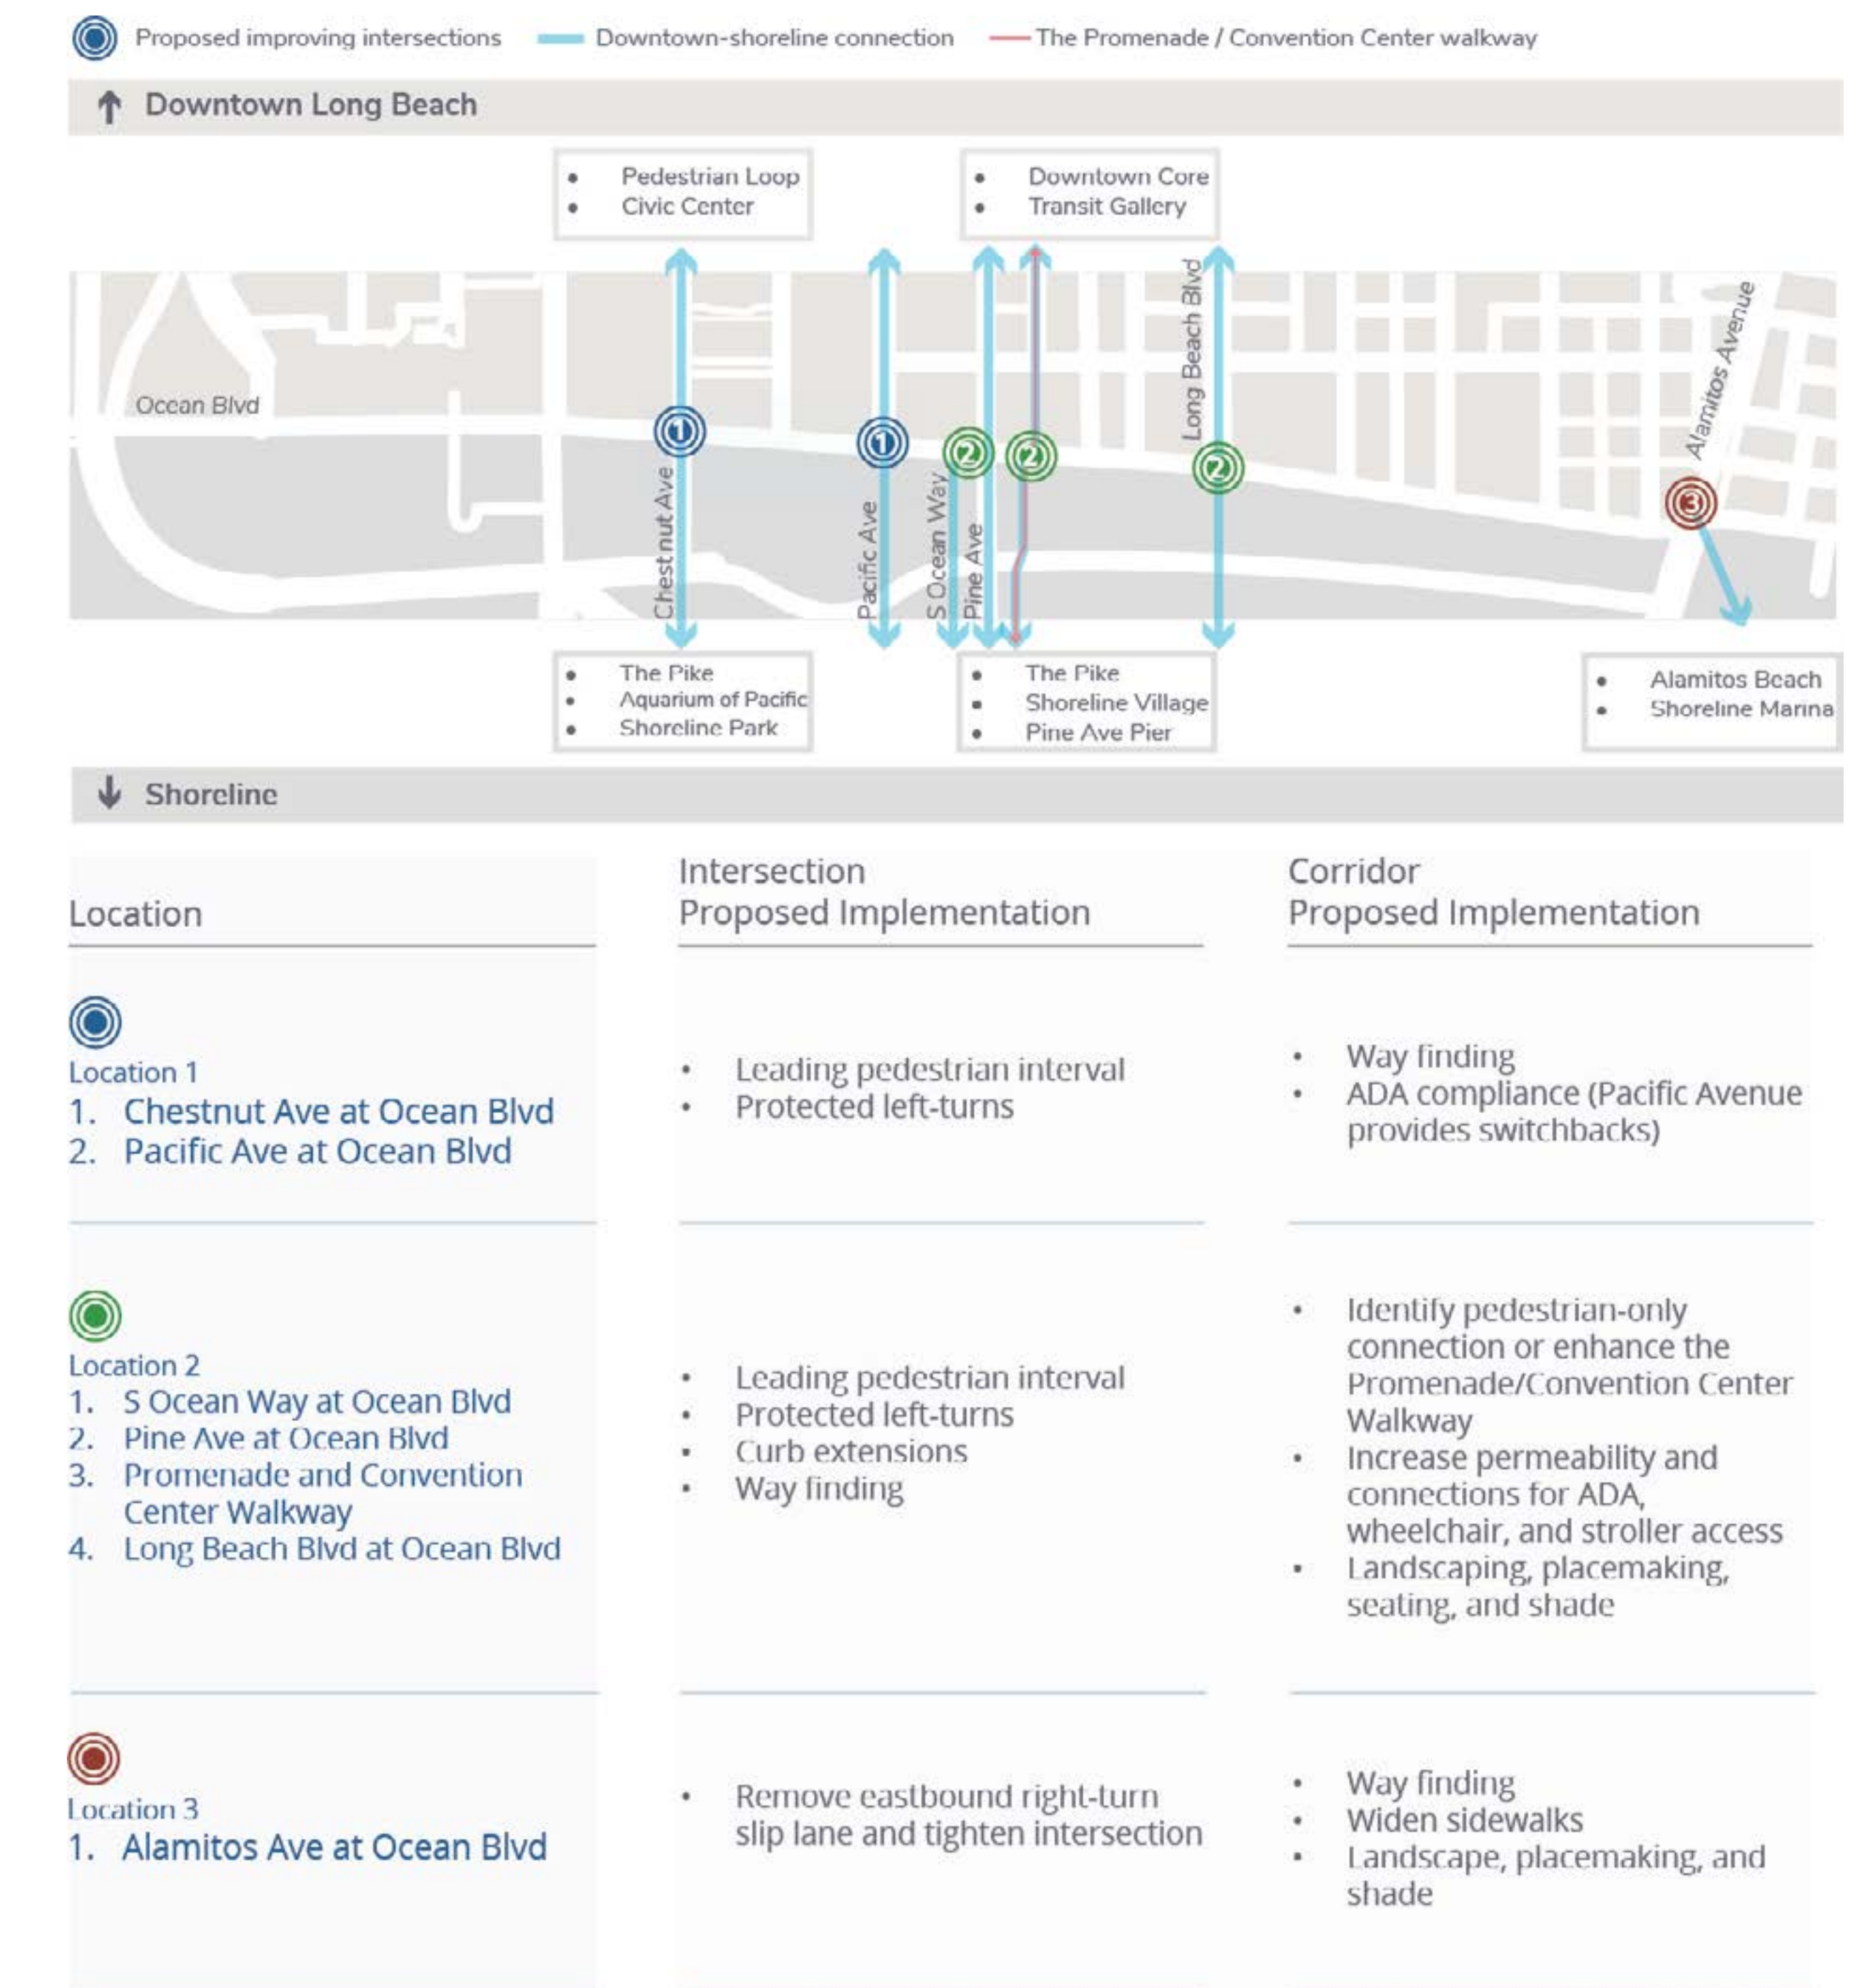 Proposed improving intersections
Downtown-shoreline connection
The Promenade / Convention Center walkway
Downtown Long Beach
• Pedestrian Loop
• Civic Center
• Downtown Core
• Transit Gallery
Ocean Blvd
Chestnut Ave
Pacific Ave
S Ocean Way
Pine Ave
Long Beach Blvd
Alamitos Avenue
1
1
2
2
2
3
• The Pike
• Aquarium of Pacific
• Shoreline Park
• The Pike
• Shoreline Village
• Pine Ave Pier
• Alamitos Beach
• Shoreline Marina
Shoreline
Location
Intersection
Proposed Implementation
Corridor
Proposed Implementation
Location 1
1. Chestnut Ave at Ocean Blvd
2. Pacific Ave at Ocean Blvd
• Leading pedestrian interval
• Protected left-turns
• Way finding
• ADA compliance (Pacific Avenue
provides switchbacks)
Location 2
1. S Ocean Way at Ocean Blvd
2. Pine Ave at Ocean Blvd
3. Promenade and Convention
Center Walkway
4. Long Beach Blvd at Ocean Blvd
• Leading pedestrian interval
• Protected left-turns
• Curb extensions
• Way finding
• Identify pedestrian-only
connection or enhance the
Promenade/Convention Center
Walkway
• Increase permeability and
connections for ADA,
wheelchair, and stroller access
• Landscaping, placemaking,
seating, and shade
Location 3
1. Alamitos Ave at Ocean Blvd
• Remove eastbound right-turn
slip lane and tighten intersection
• Way finding
• Widen sidewalks
• Landscape, placemaking, and
shade